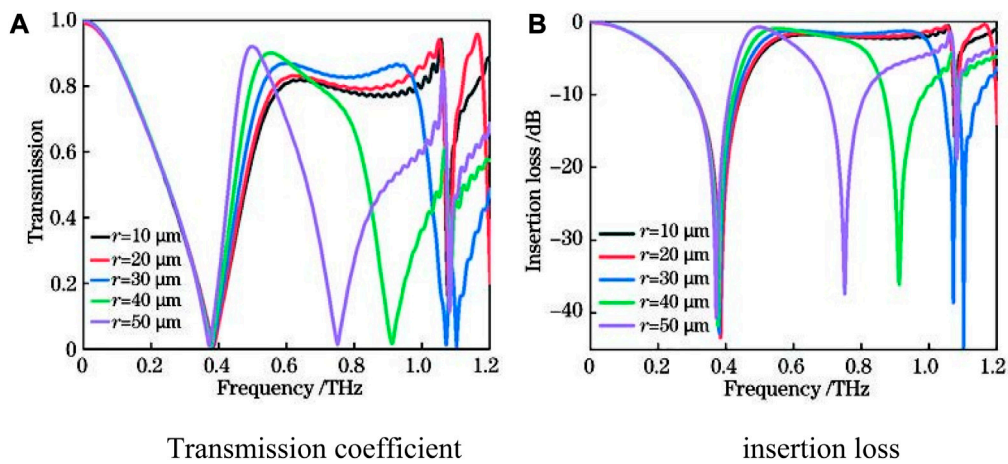 A
1.0
0.8
0.6
0.4
0.2
0
Transmission
r=10 μm
r=20 μm
r=30 μm
r=40 μm
r=50 μm
0 0.2 0.4 0.6 0.8 1.0 1.2
Frequency /THz
Transmission coefficient
B
0
−10
−20
−30
−40
Insertion loss /dB
r=10 μm
r=20 μm
r=30 μm
r=40 μm
r=50 μm
0 0.2 0.4 0.6 0.8 1.0 1.2
Frequency /THz
insertion loss